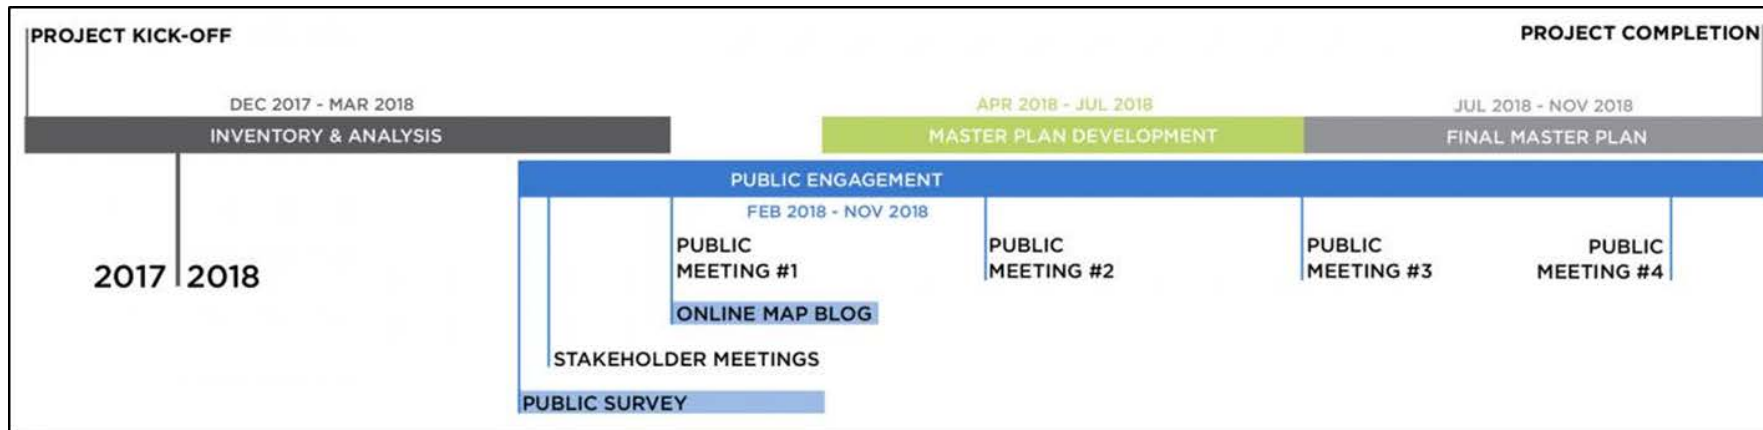 PROJECT KICK-OFF
PROJECT COMPLETION
DEC 2017 - MAR 2018
APR 2018 - JUL 2018
JUL 2018 - NOV 2018
INVENTORY & ANALYSIS
MASTER PLAN DEVELOPMENT
FINAL MASTER PLAN
PUBLIC ENGAGEMENT
FEB 2018 - NOV 2018
2017
2018
PUBLIC
MEETING #1
PUBLIC
MEETING #2
PUBLIC
MEETING #3
PUBLIC
MEETING #4
ONLINE MAP BLOG
STAKEHOLDER MEETINGS
PUBLIC SURVEY